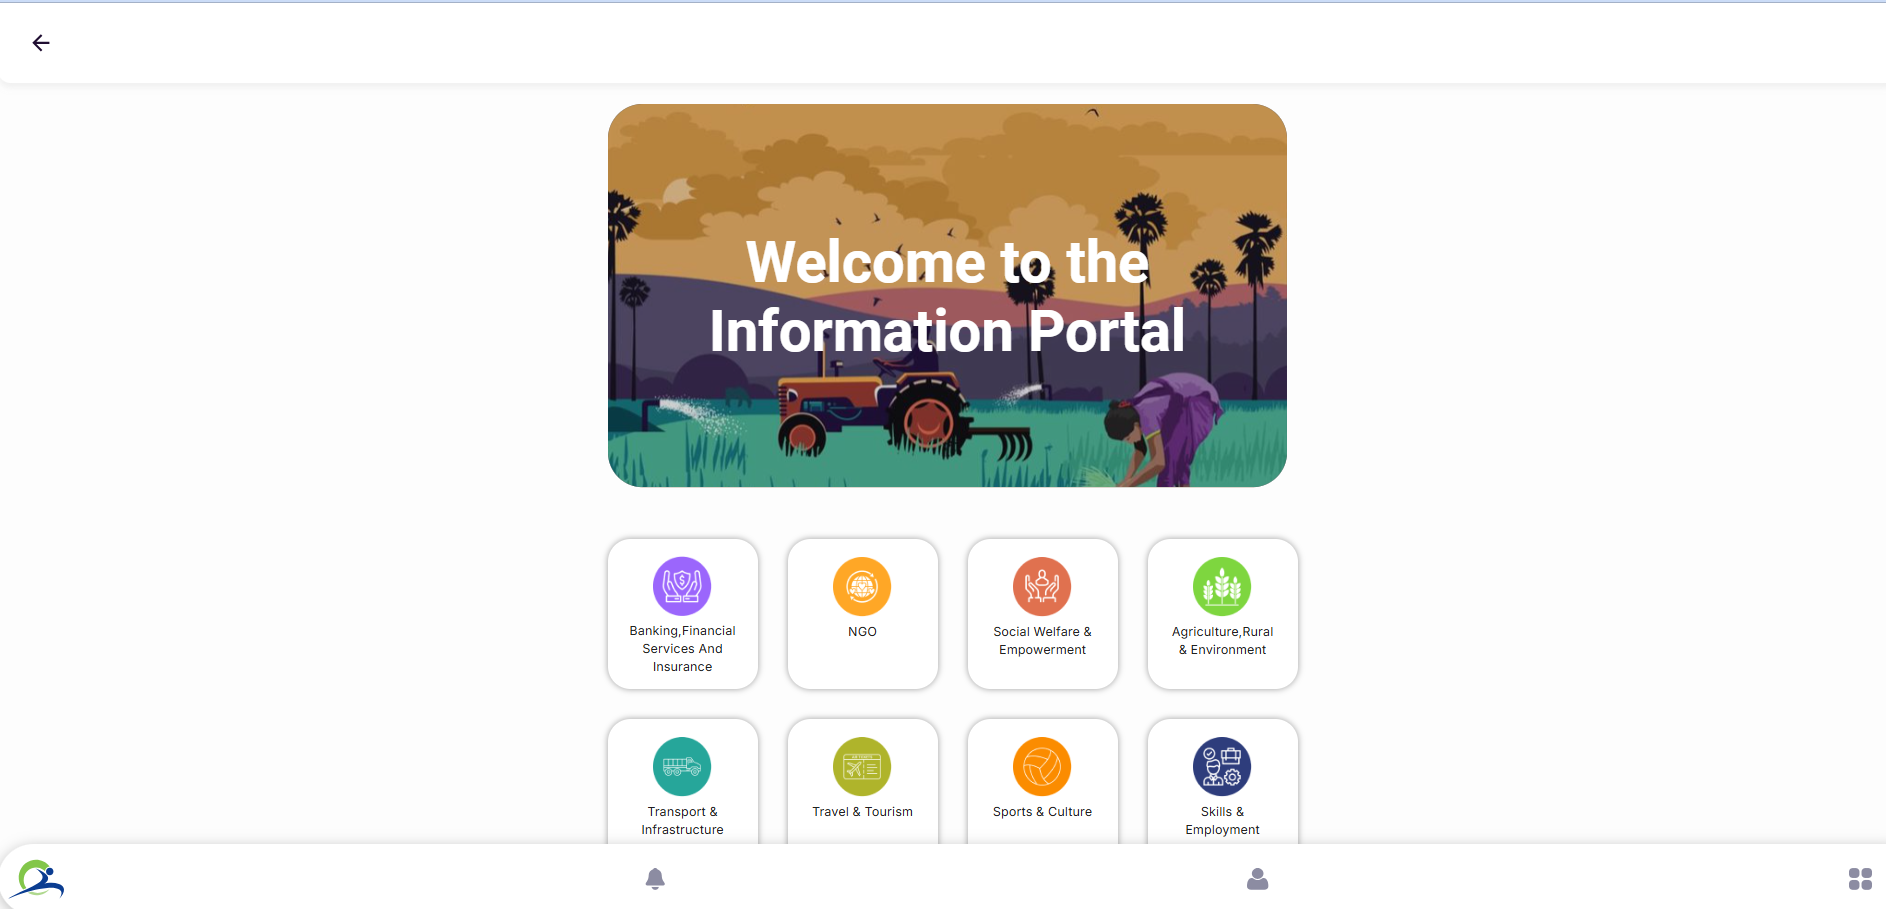 Welcome to the
Information Portal
Banking,Financial
Services And
Insurance
NGO
Social Welfare &
Empowerment
Agriculture,Rural
& Environment
Transport &
Infrastructure
Travel & Tourism
Sports & Culture
Skills &
Employment